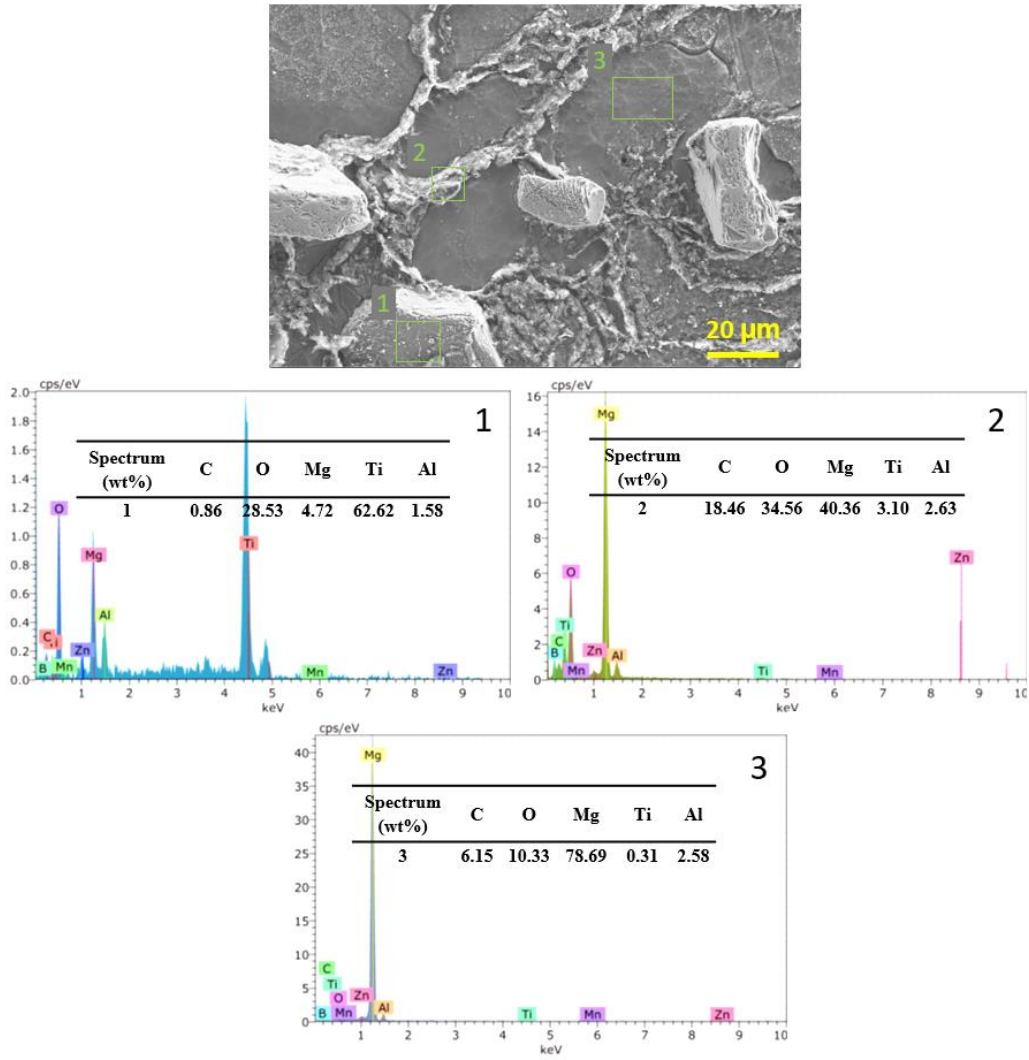 3
2
1
20 µm
cps/eV
1
2.0
1.8
1.6
1.4
1.2
1.0
0.8
0.6
0.4
0.2
0.0
Spectrum (wt%) C O Mg Ti Al
1 0.86 28.53 4.72 62.62 1.58
O
Mg
Ti
Al
C
Zn
B Mn Mn Zn
1 2 3 4 5 6 7 8 9 10
keV
cps/eV
2
16
14
12
10
8
6
4
2
0
Mg
Spectrum (wt%) C O Mg Ti Al
2 18.46 34.56 40.36 3.10 2.63
O
Zn
Ti
C
B Zn Al
Mn Ti Mn
1 2 3 4 5 6 7 8 9 10
keV
cps/eV
3
40
35
30
25
20
15
10
5
0
Mg
Spectrum (wt%) C O Mg Ti Al
3 6.15 10.33 78.69 0.31 2.58
C
Ti
O Zn
B Mn Al Ti Mn Zn
1 2 3 4 5 6 7 8 9 10
keV